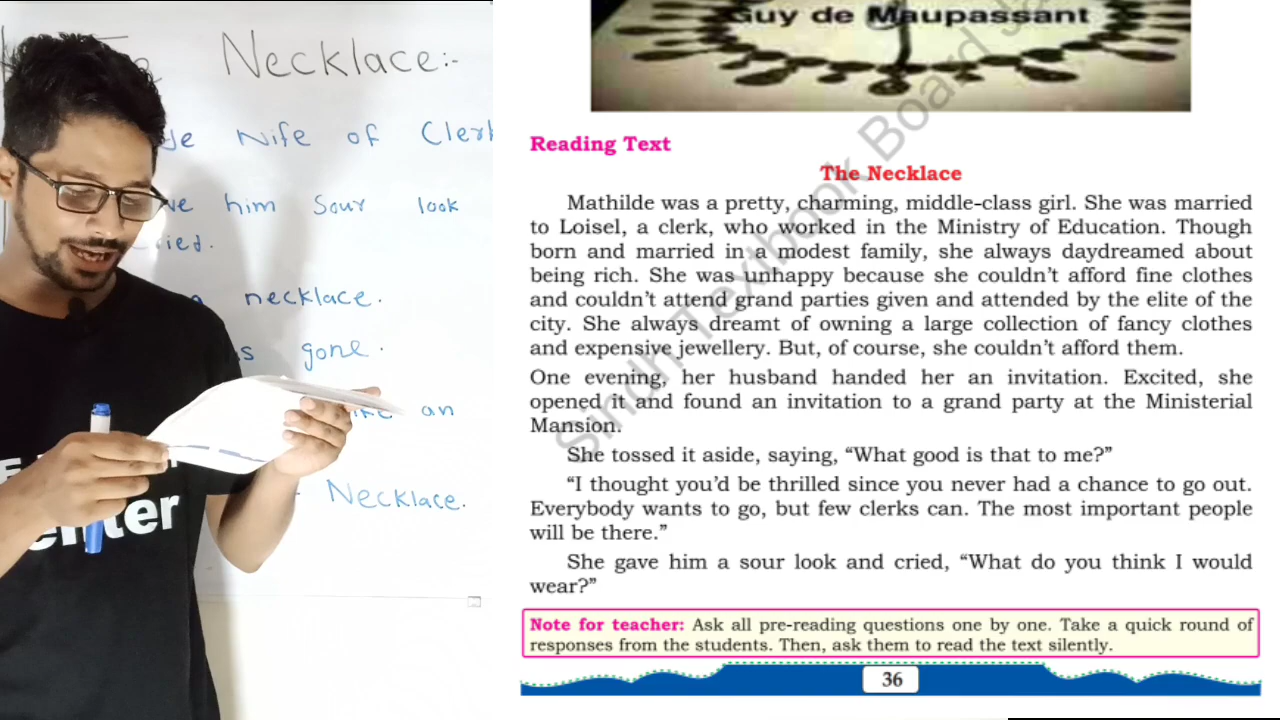 Necklace:-
Nife of Clerk
him Sour look
ried.
necklace.
gone.
an
Necklace.
Guy de Maupassant
Reading Text
The Necklace
Mathilde was a pretty, charming, middle-class girl. She was married
to Loisel, a clerk, who worked in the Ministry of Education. Though
born and married in a modest family, she always daydreamed about
being rich. She was unhappy because she couldn't afford fine clothes
and couldn't attend grand parties given and attended by the elite of the
city. She always dreamt of owning a large collection of fancy clothes
and expensive jewellery. But, of course, she couldn't afford them.
One evening, her husband handed her an invitation. Excited, she
opened it and found an invitation to a grand party at the Ministerial
Mansion.
She tossed it aside, saying, “What good is that to me?”
“I thought you'd be thrilled since you never had a chance to go out.
Everybody wants to go, but few clerks can. The most important people
will be there.”
She gave him a sour look and cried, “What do you think I would
wear?”
Note for teacher: Ask all pre-reading questions one by one. Take a quick round of
responses from the students. Then, ask them to read the text silently.
36
Sindh Textbook Board